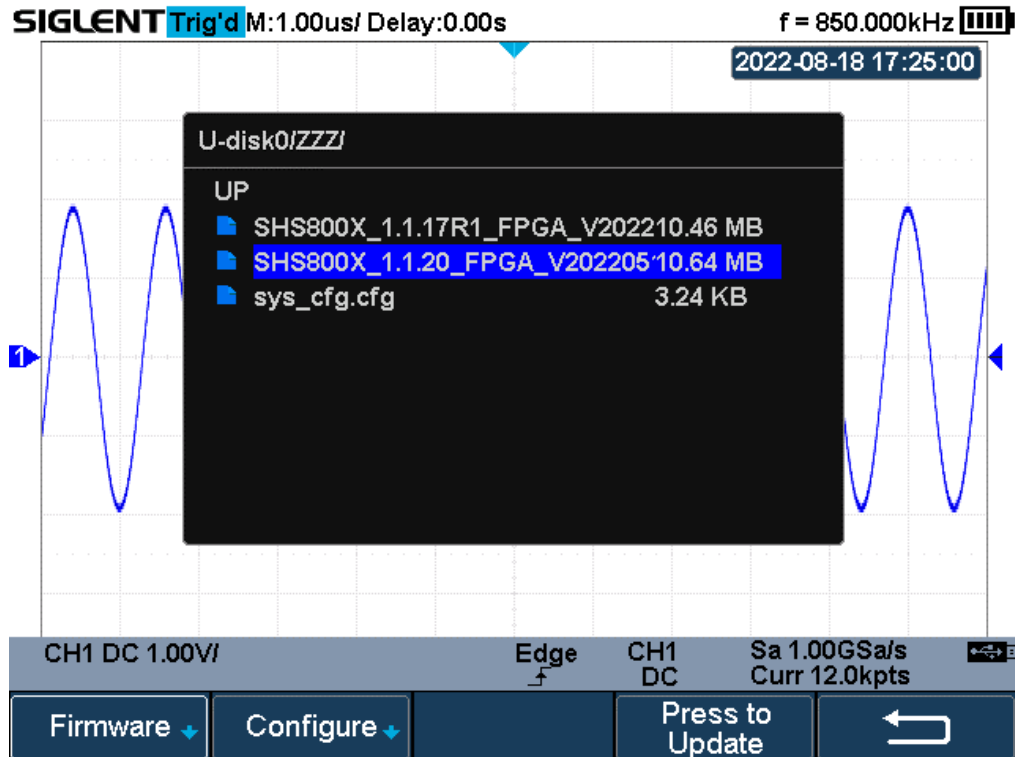 SIGLENT Trig'd M:1.00us/ Delay:0.00s f = 850.000kHz
2022-08-18 17:25:00
U-disk0/ZZZ/
UP
SHS800X_1.1.17R1_FPGA_V202210.46 MB
SHS800X_1.1.20_FPGA_V20220510.64 MB
sys_cfg.cfg 3.24 KB
1
CH1 DC 1.00V/ Edge CH1 Sa 1.00GSa/s
DC Curr 12.0kpts
Firmware Configure Press to
Update